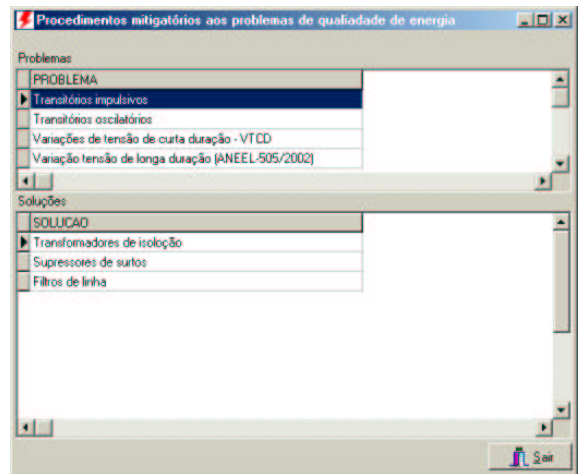 Procedimentos mitigatórios aos problemas de qualiadade de energia
Problemas
PROBLEMA
Transitórios impulsivos
Transitórios oscilatórios
Variações de tensão de curta duração - VTCD
Variação tensão de longa duração (ANEEL-505/2002)
Soluções
SOLUCAO
Transformadores de isoloção
Supressores de surtos
Filtros de linha
Sair